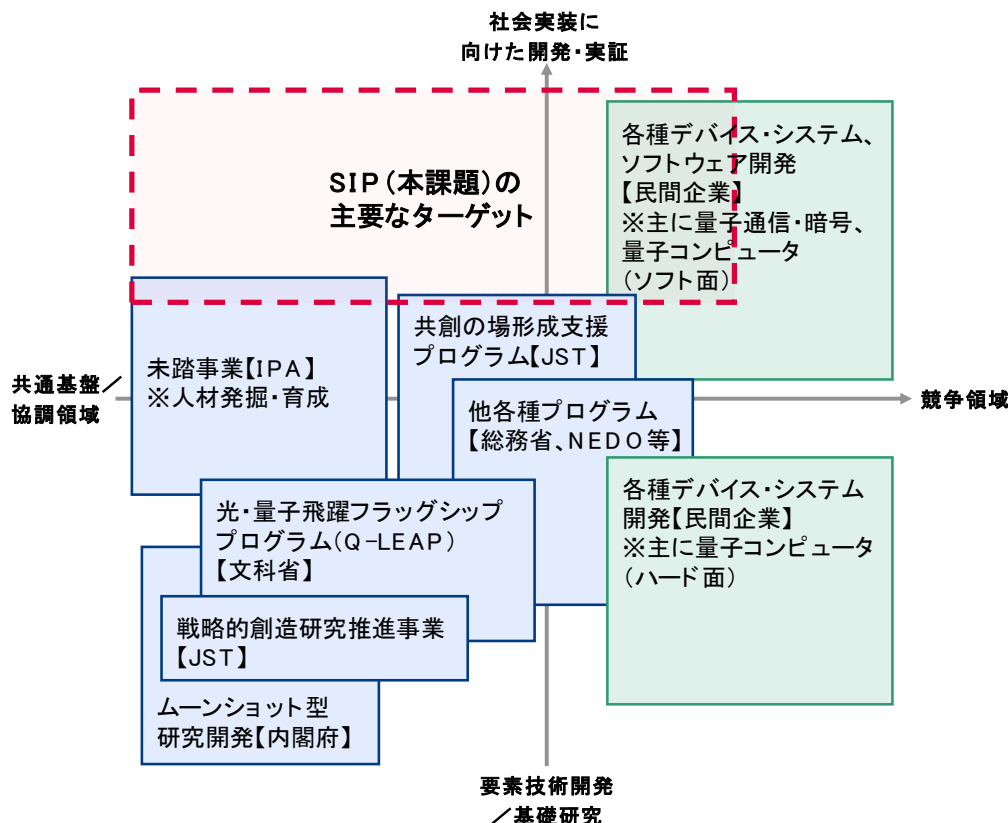 社会実装に
向けた開発・実証
各種デバイス・システム、
ソフトウェア開発
【民間企業】
※主に量子通信・暗号、
量子コンピュータ
(ソフト面)
SIP(本課題)の
主要なターゲット
共創の場形成支援
プログラム【JST】
未踏事業【IPA】
※人材発掘・育成
共通基盤/
協調領域
競争領域
他各種プログラム
【総務省、NEDO等】
各種デバイス・システム
開発【民間企業】
※主に量子コンピュータ
(ハード面)
光・量子飛躍フラッグシップ
プログラム(Q-LEAP)
【文科省】
戦略的創造研究推進事業
【JST】
ムーンショット型
研究開発【内閣府】
要素技術開発
/基礎研究